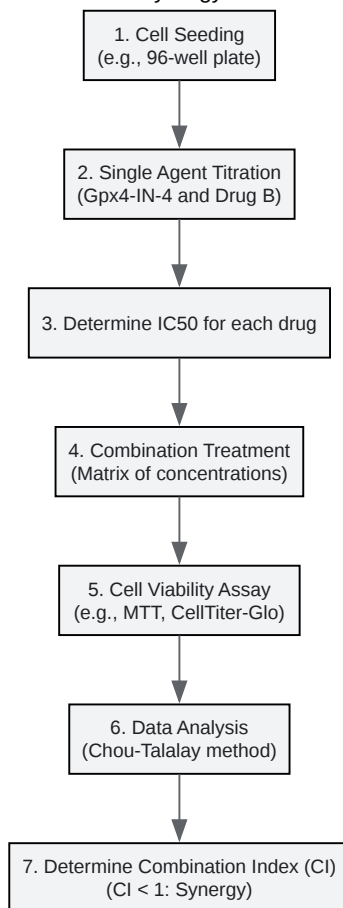 1. Cell Seeding
(e.g., 96-well plate)
2. Single Agent Titration
(Gpx4-IN-4 and Drug B)
3. Determine IC50 for each drug
4. Combination Treatment
(Matrix of concentrations)
5. Cell Viability Assay
(e.g., MTT, CellTiter-Glo)
6. Data Analysis
(Chou-Talalay method)
7. Determine Combination Index (CI)
(CI < 1: Synergy)